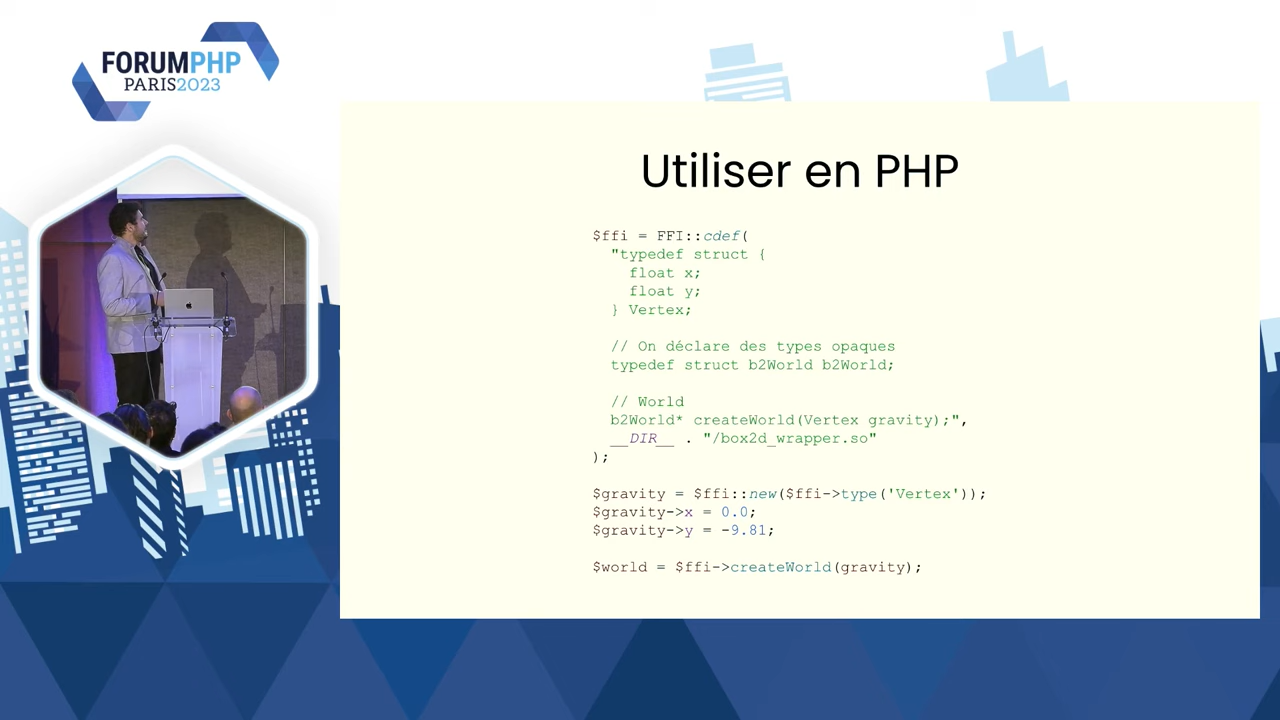 FORUMPHP
PARIS2023
Utiliser en PHP
$ffi = FFI::cdef(
"typedef struct {
float x;
float y;
} Vertex;
// On déclare des types opaques
typedef struct b2World b2World;
// World
b2World* createWorld(Vertex gravity);",
__DIR__ . "/box2d_wrapper.so"
);
$gravity = $ffi::new($ffi->type('Vertex'));
$gravity->x = 0.0;
$gravity->y = -9.81;
$world = $ffi->createWorld(gravity);